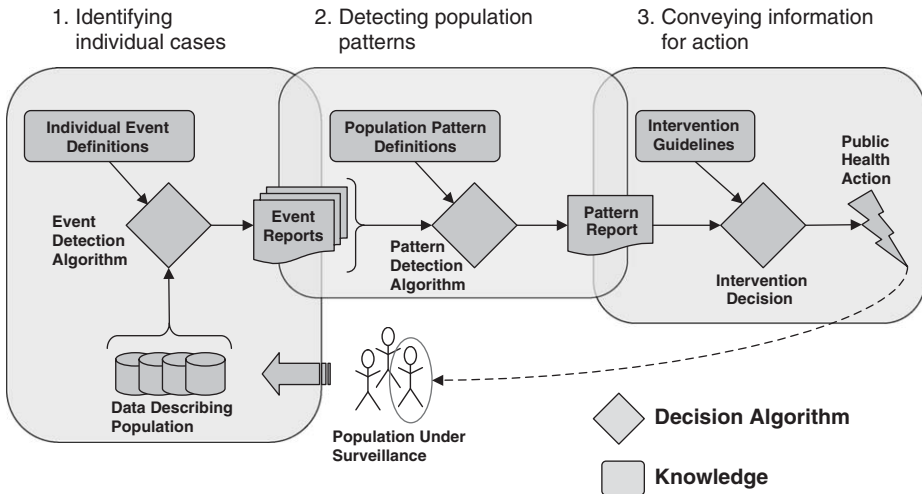 1. Identifying
individual cases
2. Detecting population
patterns
3. Conveying information
for action
Individual Event
Definitions
Population Pattern
Definitions
Intervention
Guidelines
Public
Health
Action
Event
Detection
Algorithm
Event
Reports
Pattern
Detection
Algorithm
Pattern
Report
Intervention
Decision
Data Describing
Population
Population Under
Surveillance
Decision Algorithm
Knowledge